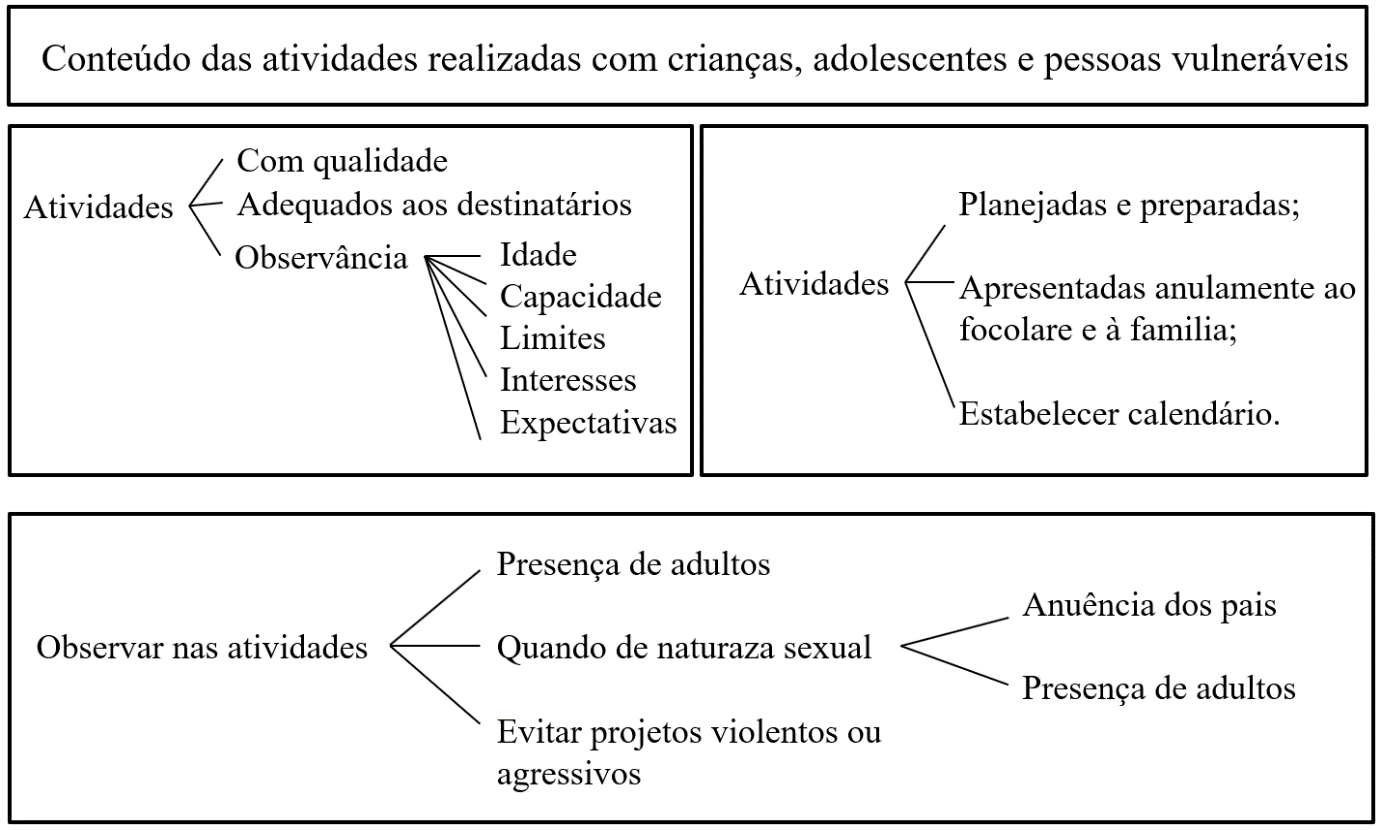 Conteúdo das atividades realizadas com crianças, adolescentes e pessoas vulneráveis
Atividades
Com qualidade
Adequados aos destinatários
Observância
Idade
Capacidade
Limites
Interesses
Expectativas
Atividades
Planejadas e preparadas;
Apresentadas anulamente ao
focolare e à familia;
Estabelecer calendário.
Observar nas atividades
Presença de adultos
Quando de naturaza sexual
Anuência dos pais
Presença de adultos
Evitar projetos violentos ou
agressivos